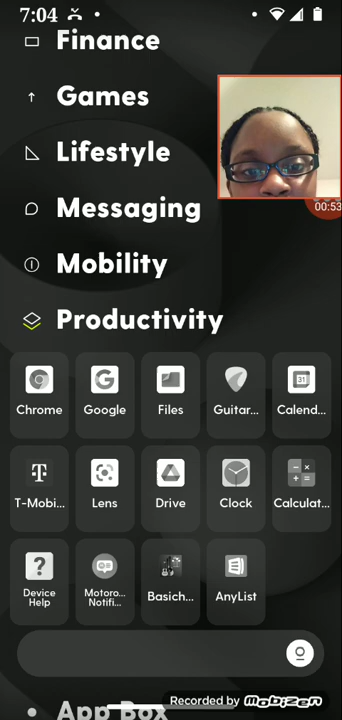 7:04
Finance
Games
Lifestyle
00:53
Messaging
Mobility
Productivity
Chrome
Google
Files
Guitar...
Calend...
31
T-Mobi...
Lens
Drive
Clock
Calculat...
Device
Help
Motoro...
Notifi...
Basich...
AnyList
Recorded by Mobizen
App Box